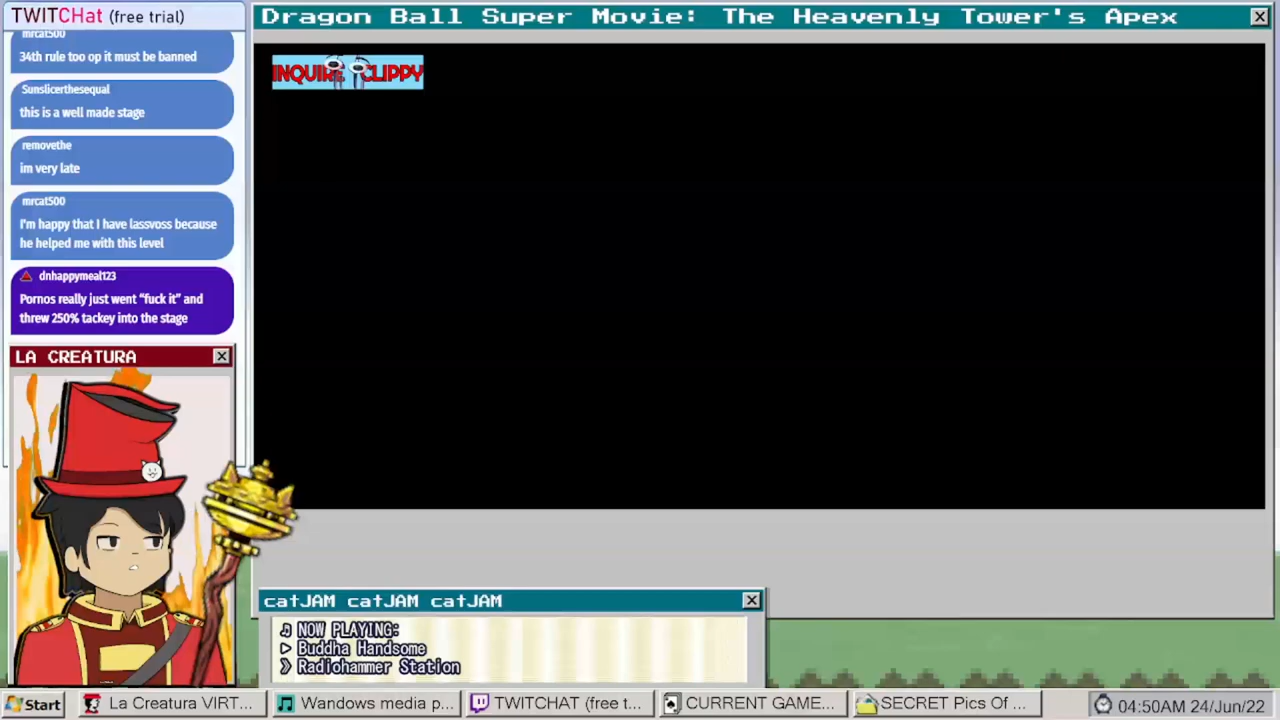 TWITCHat (free trial)
Dragon Ball Super Movie: The Heavenly Tower's Apex
mrcat500
34th rule too op it must be banned
INQUIRE CLIPPY
Sunslicerthesequal
this is a well made stage
removethe
im very late
mrcat500
I'm happy that I have lassvoss because
he helped me with this level
dnhappymeal123
Pornos really just went “fuck it” and
threw 250% tackey into the stage
LA CREATURA
catJAM catJAM catJAM
NOW PLAYING:
Buddha Handsome
Radiohammer Station
Start
La Creatura VIRT...
Wandows media p...
TWITCHAT (free t...
CURRENT GAME...
SECRET Pics Of ...
04:50AM 24/Jun/22